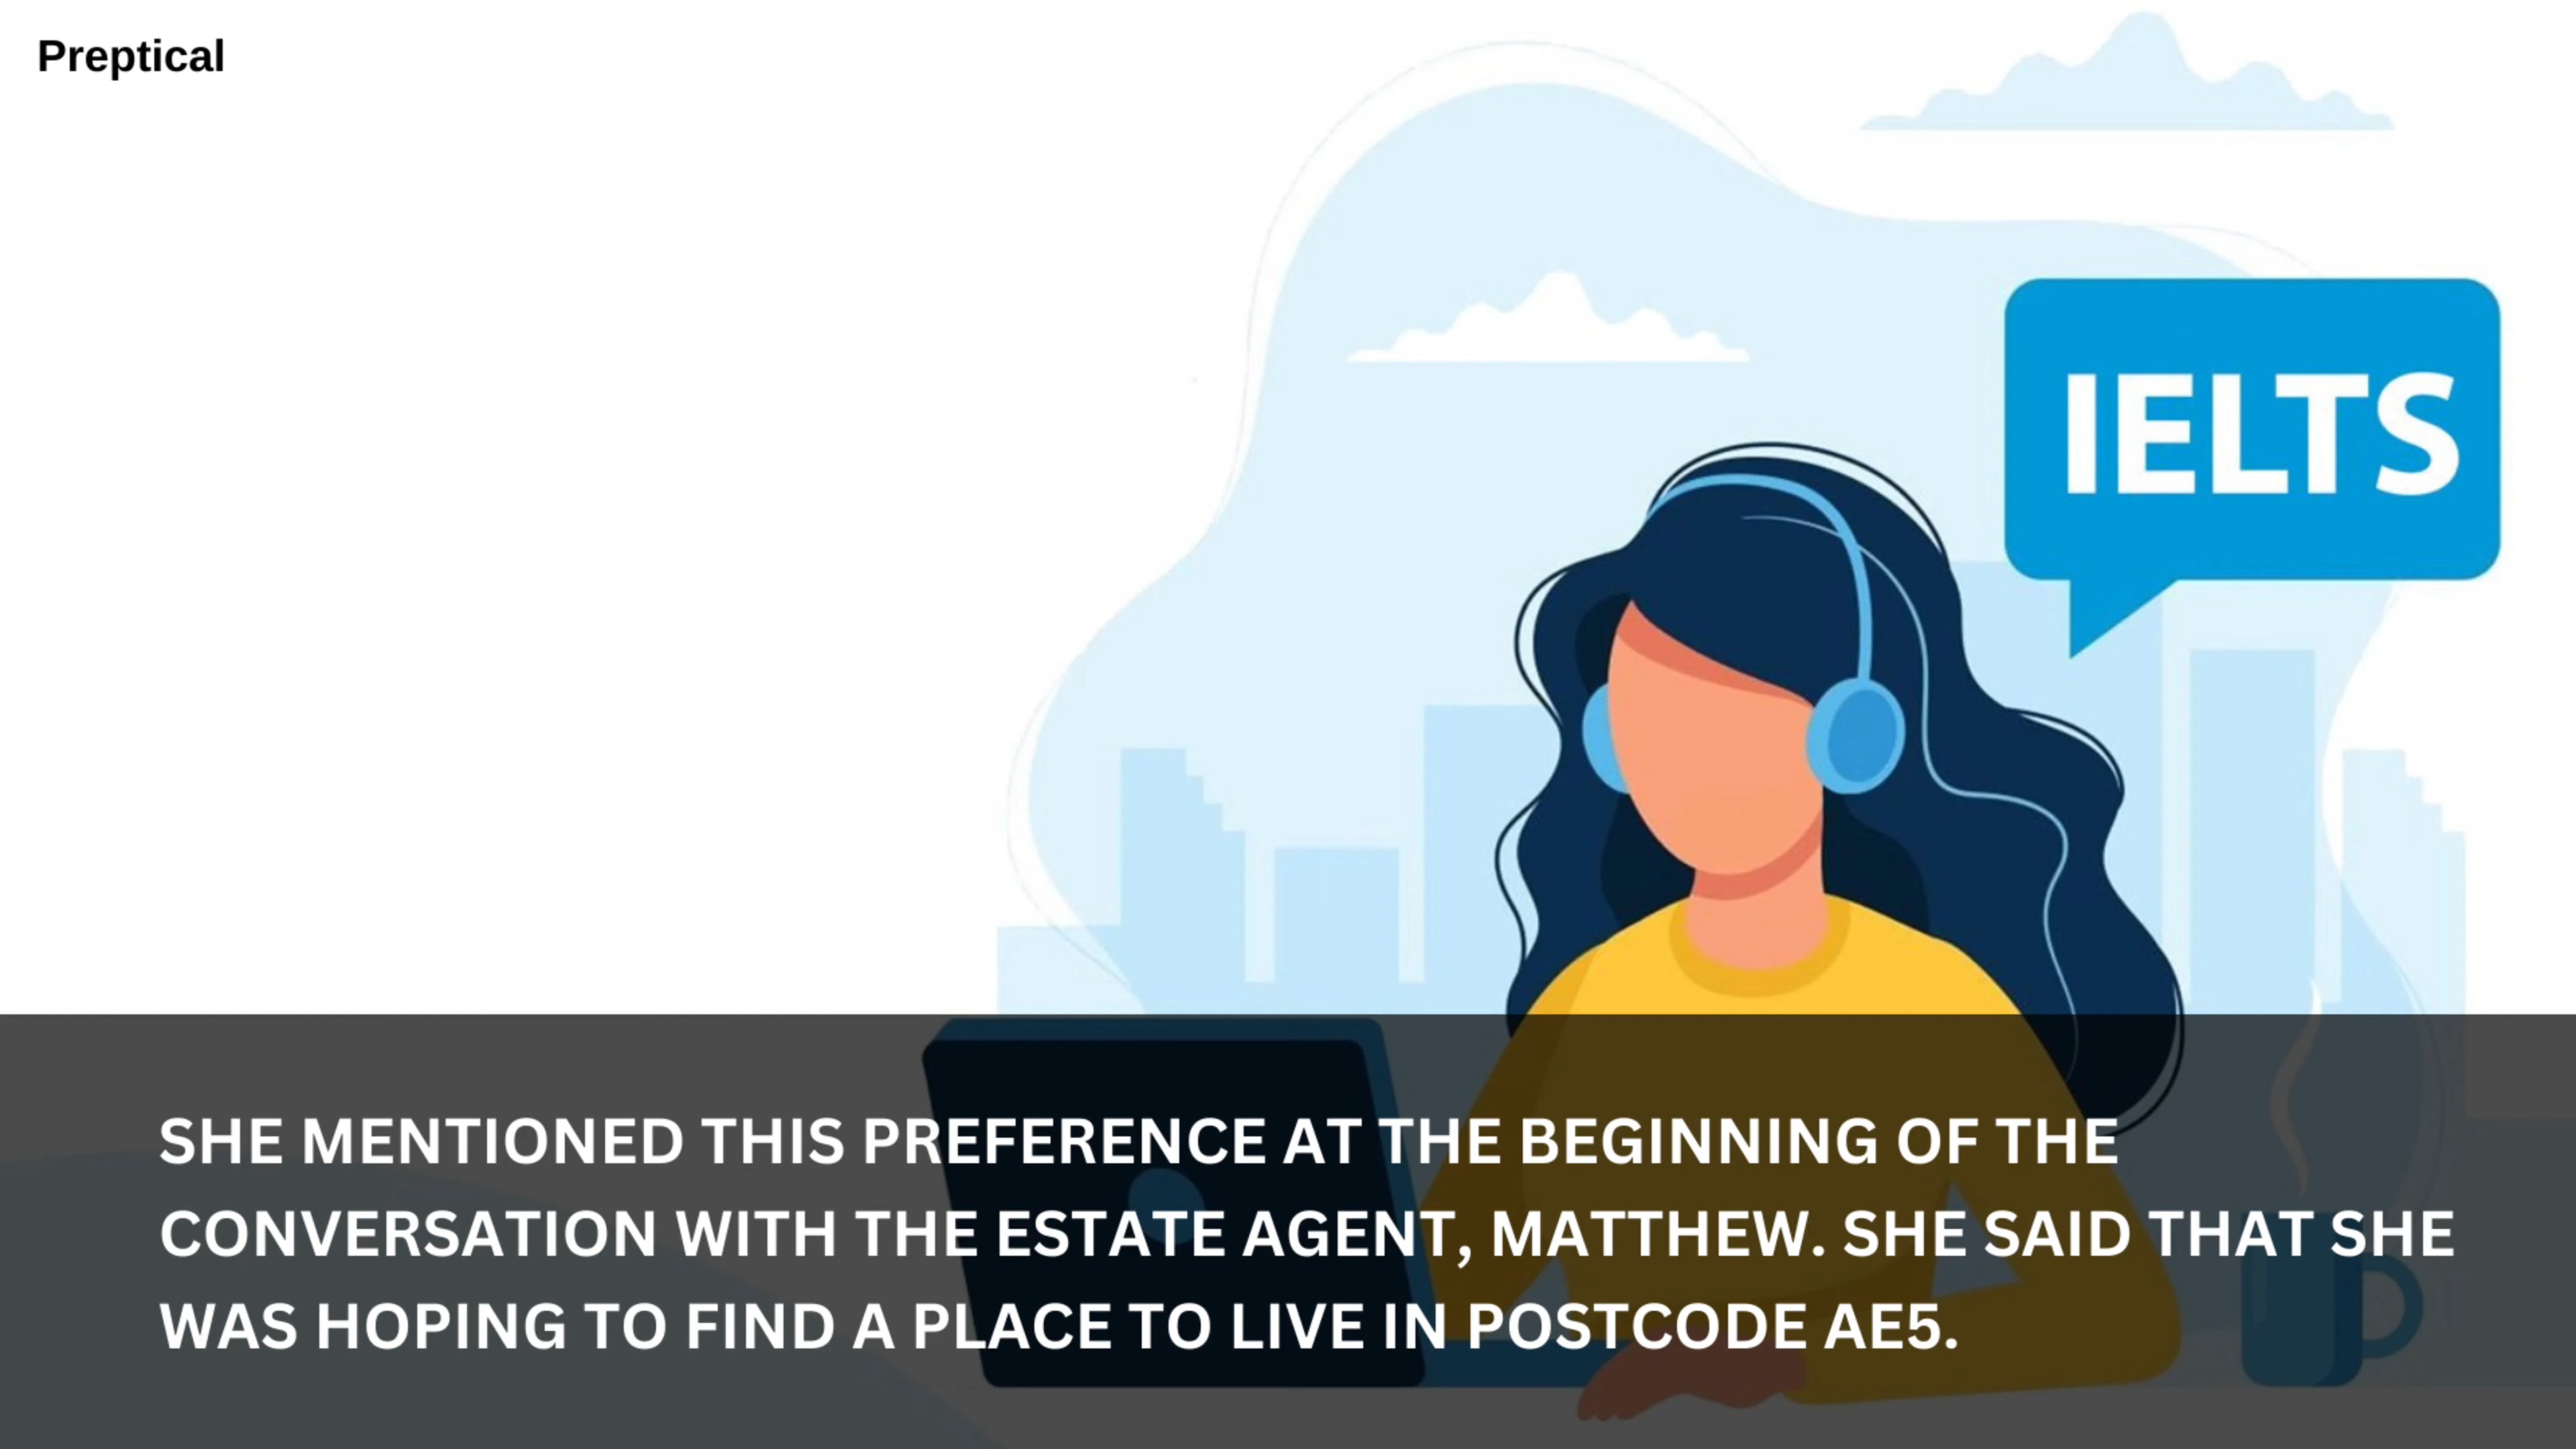 Preptical
IELTS
SHE MENTIONED THIS PREFERENCE AT THE BEGINNING OF THE
CONVERSATION WITH THE ESTATE AGENT, MATTHEW. SHE SAID THAT SHE
WAS HOPING TO FIND A PLACE TO LIVE IN POSTCODE AE5.